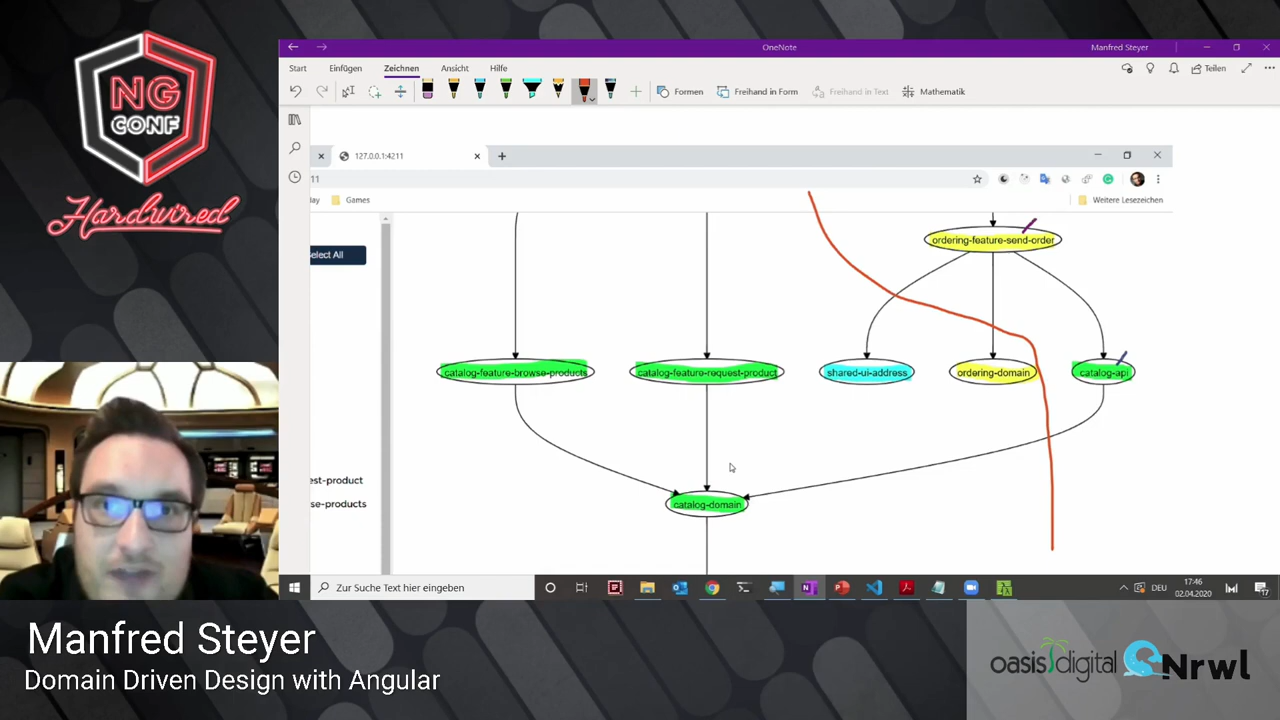 NG
CONF
Hardwired
OneNote
Manfred Steyer
Start
Einfügen
Zeichnen
Ansicht
Hilfe
Teilen
Formen
Freihand in Form
Freihand in Text
Mathematik
127.0.0.1:4211
11
lay
Games
Weitere Lesezeichen
elect All
ordering-feature-send-order
catalog-feature-browse-products
catalog-feature-request-product
shared-ui-address
ordering-domain
catalog-api
est-product
se-products
catalog-domain
Zur Suche Text hier eingeben
DEU
17:46
02.04.2020
17
Manfred Steyer
Domain Driven Design with Angular
oasis digital
Nrwl